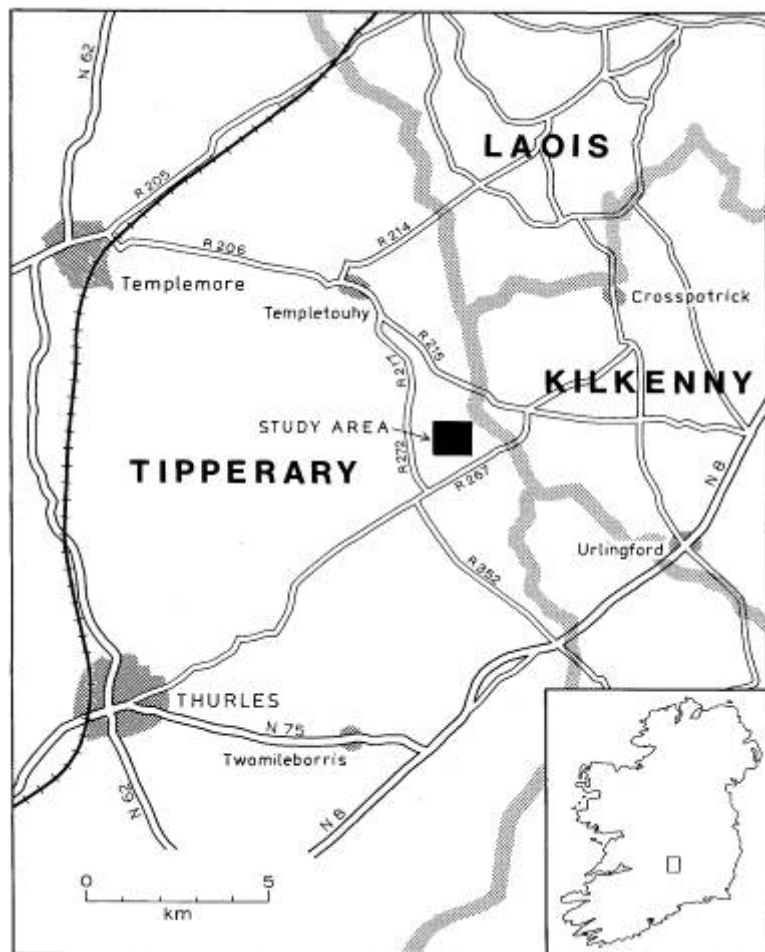 N 62
LAOIS
R 205
R 214
R 206
Templemore
Crosspatrick
Templetouhy
R 215
R 271
KILKENNY
STUDY AREA
TIPPERARY
R 272
R 267
N 8
Urlingford
R 352
THURLES
N 75
Twomileborris
N 62
N 8
0 5
km